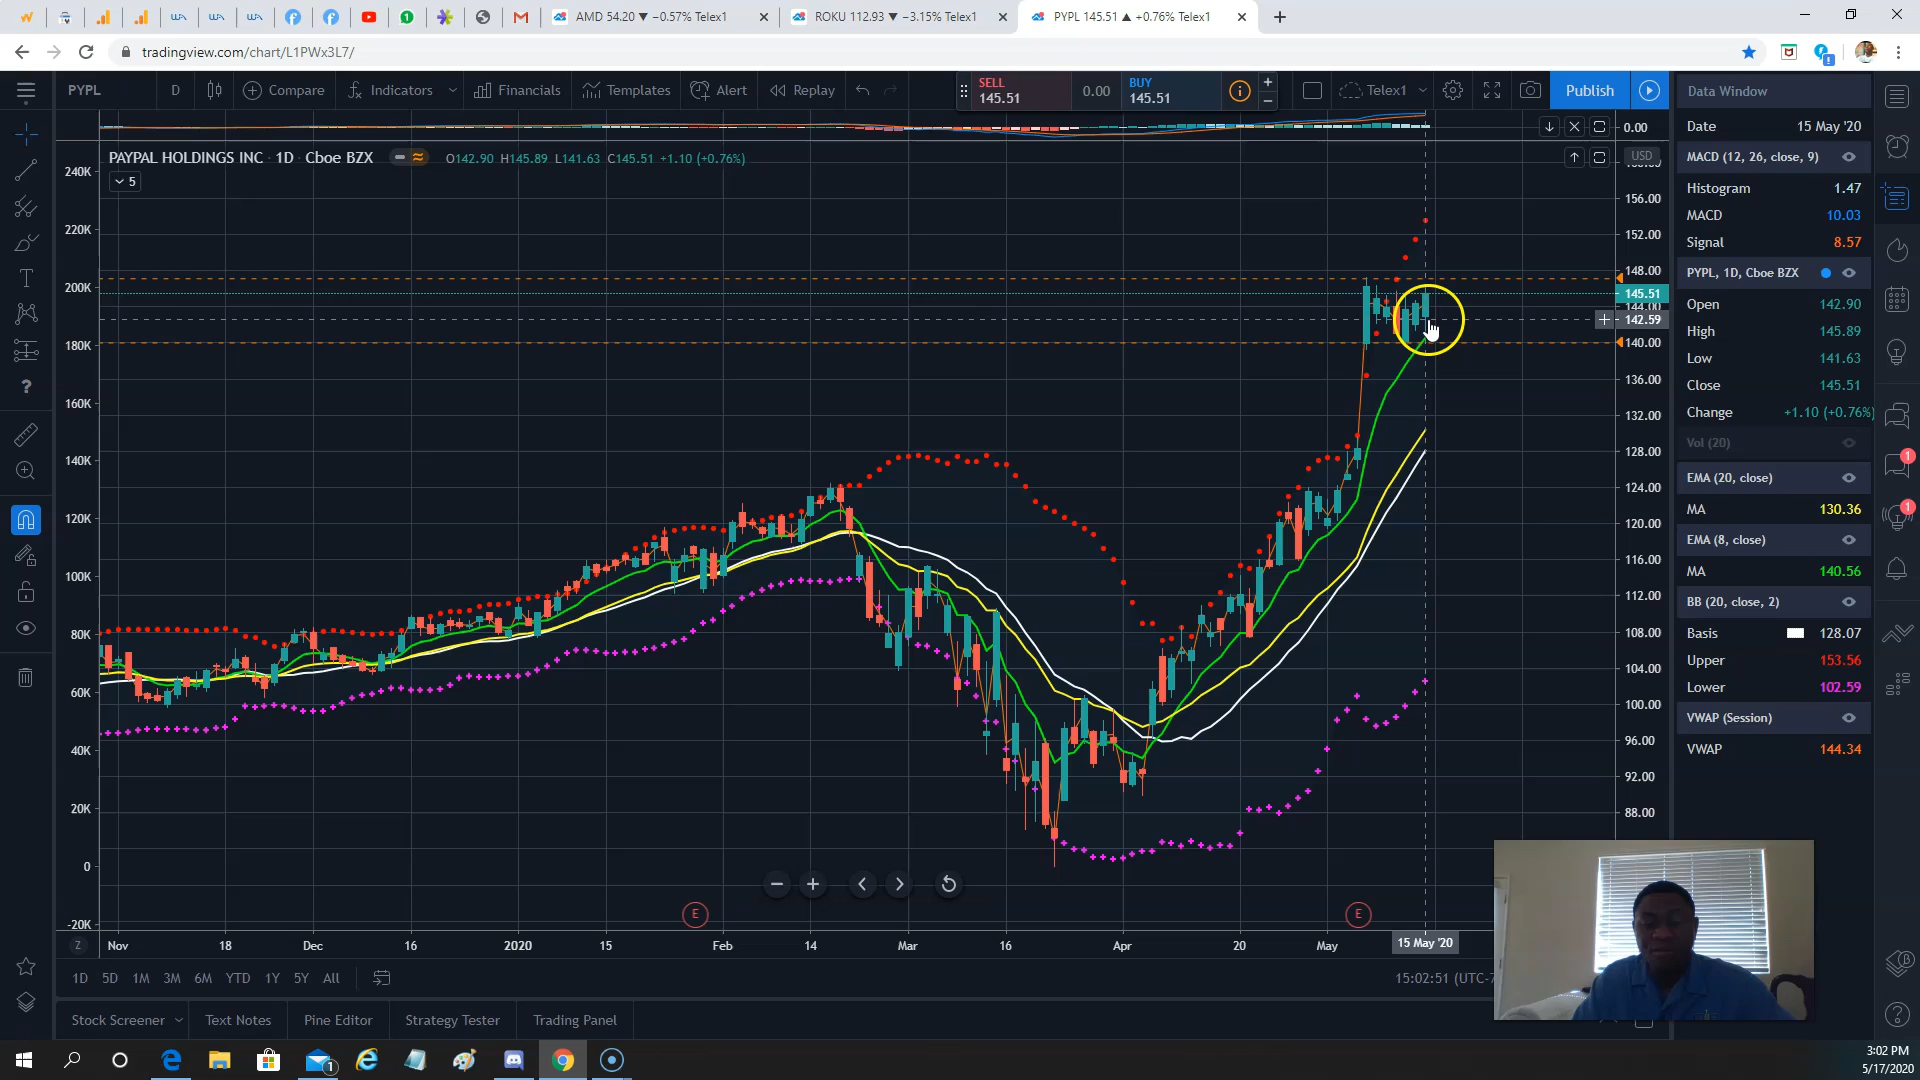 AMD 54.20 ▼ −0.57% Telex1
ROKU 112.93 ▼ −3.15% Telex1
PYPL 145.51 ▲ +0.76% Telex1
tradingview.com/chart/L1PWx3L7/
PYPL D Compare Indicators Financials Templates Alert Replay
SELL
145.51
0.00
BUY
145.51
Telex1
Publish
Data Window
0.00
PAYPAL HOLDINGS INC 1D Cboe BZX O142.90 H145.89 L141.63 C145.51 +1.10 (+0.76%)
5
USD
240K
220K
200K
180K
160K
140K
120K
100K
80K
60K
40K
20K
0
-20K
156.00
152.00
148.00
145.51
144.00
142.59
140.00
136.00
132.00
128.00
124.00
120.00
116.00
112.00
108.00
104.00
100.00
96.00
92.00
88.00
Date 15 May '20
MACD (12, 26, close, 9)
Histogram 1.47
MACD 10.03
Signal 8.57
PYPL, 1D, Cboe BZX
Open 142.90
High 145.89
Low 141.63
Close 145.51
Change +1.10 (+0.76%)
Vol (20)
EMA (20, close)
MA 130.36
EMA (8, close)
MA 140.56
BB (20, close, 2)
Basis 128.07
Upper 153.56
Lower 102.59
VWAP (Session)
VWAP 144.34
1
1
E
E
Z Nov 18 Dec 16 2020 15 Feb 14 Mar 16 Apr 20 May 15 May '20
1D 5D 1M 3M 6M YTD 1Y 5Y All
15:02:51 (UTC-7
Stock Screener Text Notes Pine Editor Strategy Tester Trading Panel
1
3:02 PM
5/17/2020